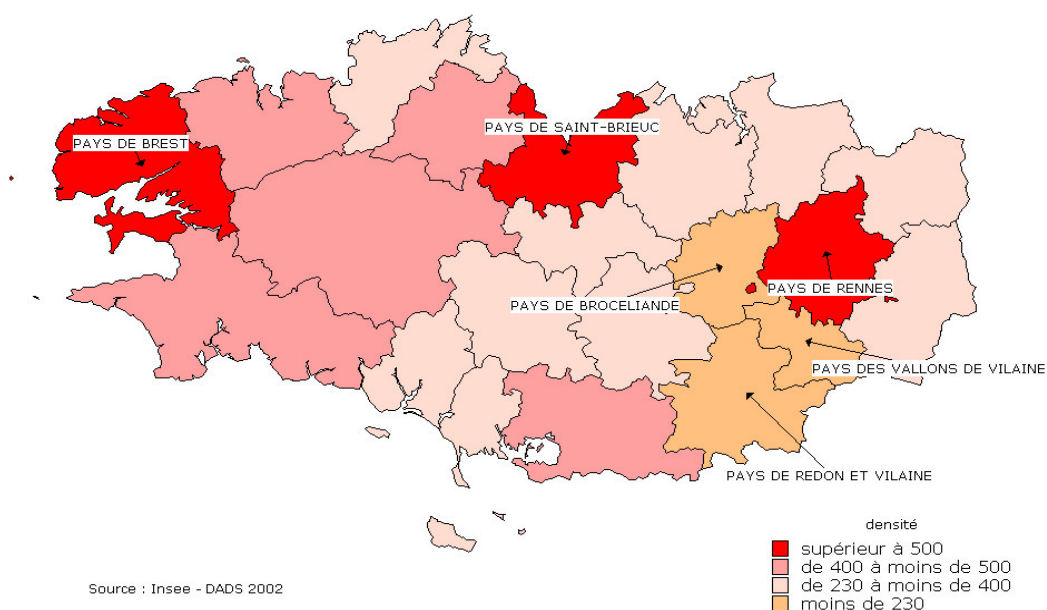 PAYS DE SAINT-BRIEUC
PAYS DE BREST
PAYS DE RENNES
PAYS DE BROCELIANDE
PAYS DES VALLONS DE VILAINE
PAYS DE REDON ET VILAINE
densité
supérieur à 500
de 400 à moins de 500
de 230 à moins de 400
moins de 230
Source : Insee - DADS 2002